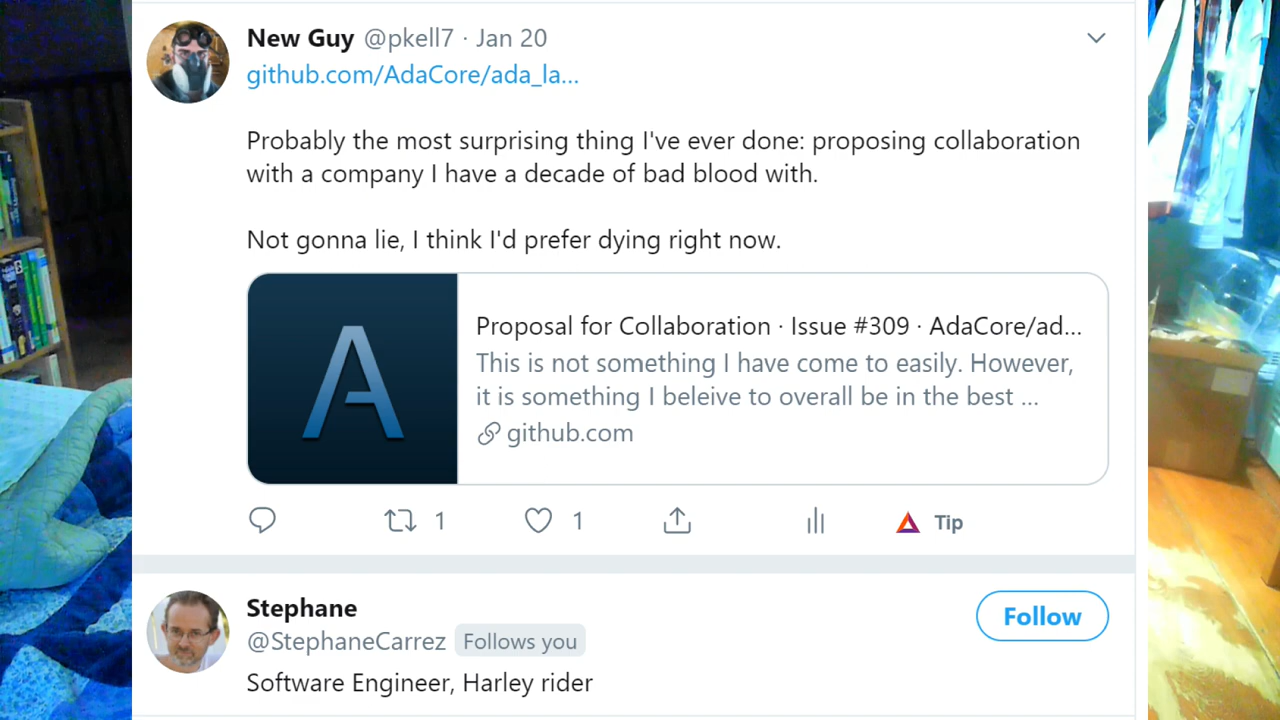 New Guy @pkell7 · Jan 20
github.com/AdaCore/ada_la...
Probably the most surprising thing I've ever done: proposing collaboration
with a company I have a decade of bad blood with.
Not gonna lie, I think I'd prefer dying right now.
A
Proposal for Collaboration · Issue #309 · AdaCore/ad...
This is not something I have come to easily. However,
it is something I beleive to overall be in the best ...
github.com
1 1 Tip
Stephane
Follow
@StephaneCarrez Follows you
Software Engineer, Harley rider